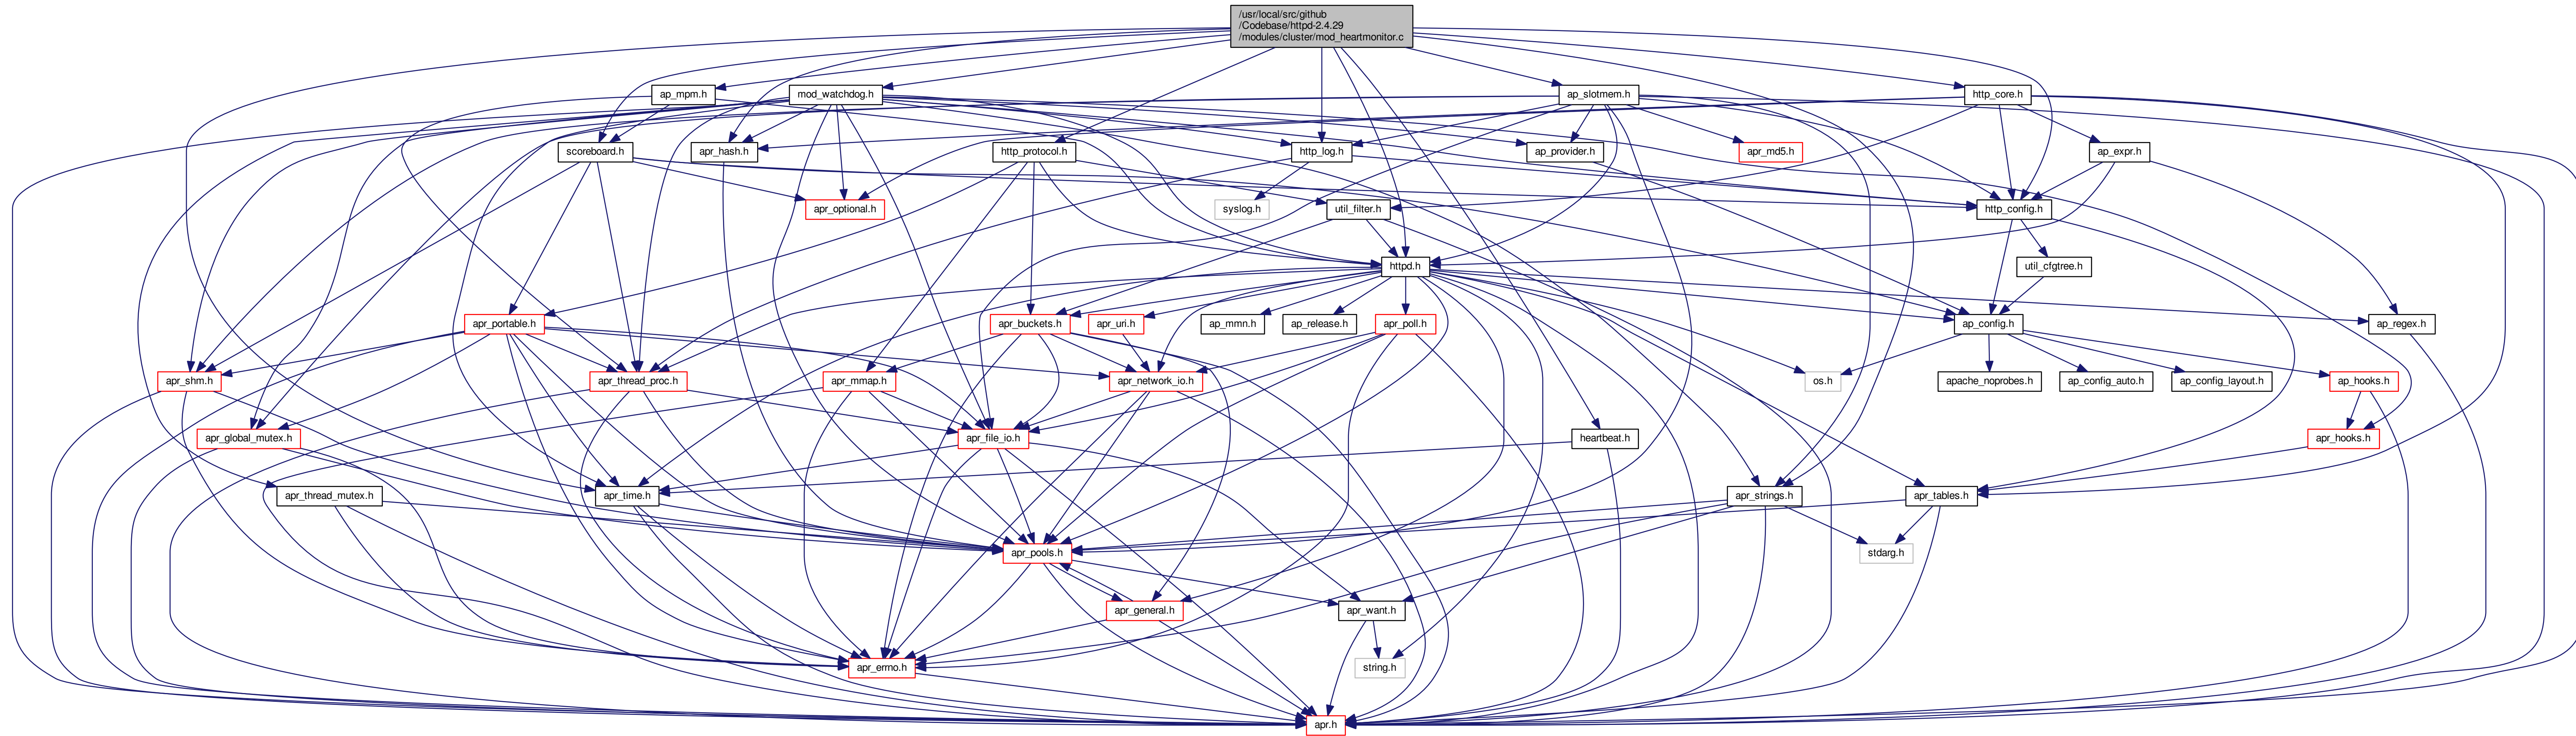 /usr/local/src/github
/Codebase/httpd-2.4.29
/modules/cluster/mod_heartmonitor.c
ap_mpm.h
mod_watchdog.h
ap_slotmem.h
http_core.h
scoreboard.h
apr_hash.h
http_protocol.h
http_log.h
ap_provider.h
apr_md5.h
ap_expr.h
apr_optional.h
syslog.h
util_filter.h
http_config.h
httpd.h
util_cfgtree.h
apr_portable.h
apr_buckets.h
apr_uri.h
ap_mmn.h
ap_release.h
apr_poll.h
ap_config.h
ap_regex.h
apr_shm.h
apr_thread_proc.h
apr_mmap.h
apr_network_io.h
os.h
apache_noprobes.h
ap_config_auto.h
ap_config_layout.h
ap_hooks.h
apr_global_mutex.h
apr_file_io.h
heartbeat.h
apr_hooks.h
apr_thread_mutex.h
apr_time.h
apr_strings.h
apr_tables.h
apr_pools.h
stdarg.h
apr_general.h
apr_want.h
apr_errno.h
string.h
apr.h